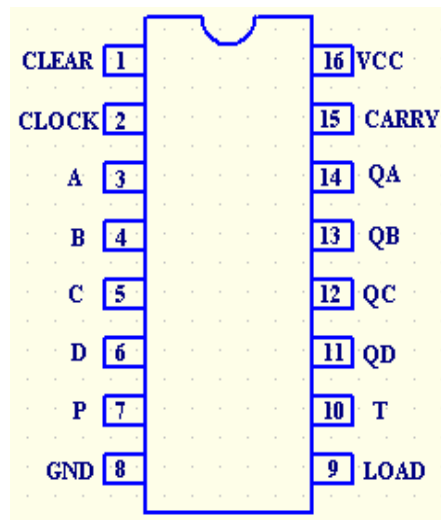 CLEAR 1 16 VCC
CLOCK 2 15 CARRY
A 3 14 QA
B 4 13 QB
C 5 12 QC
D 6 11 QD
P 7 10 T
GND 8 9 LOAD